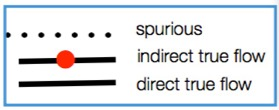 spurious
indirect true flow
direct true flow